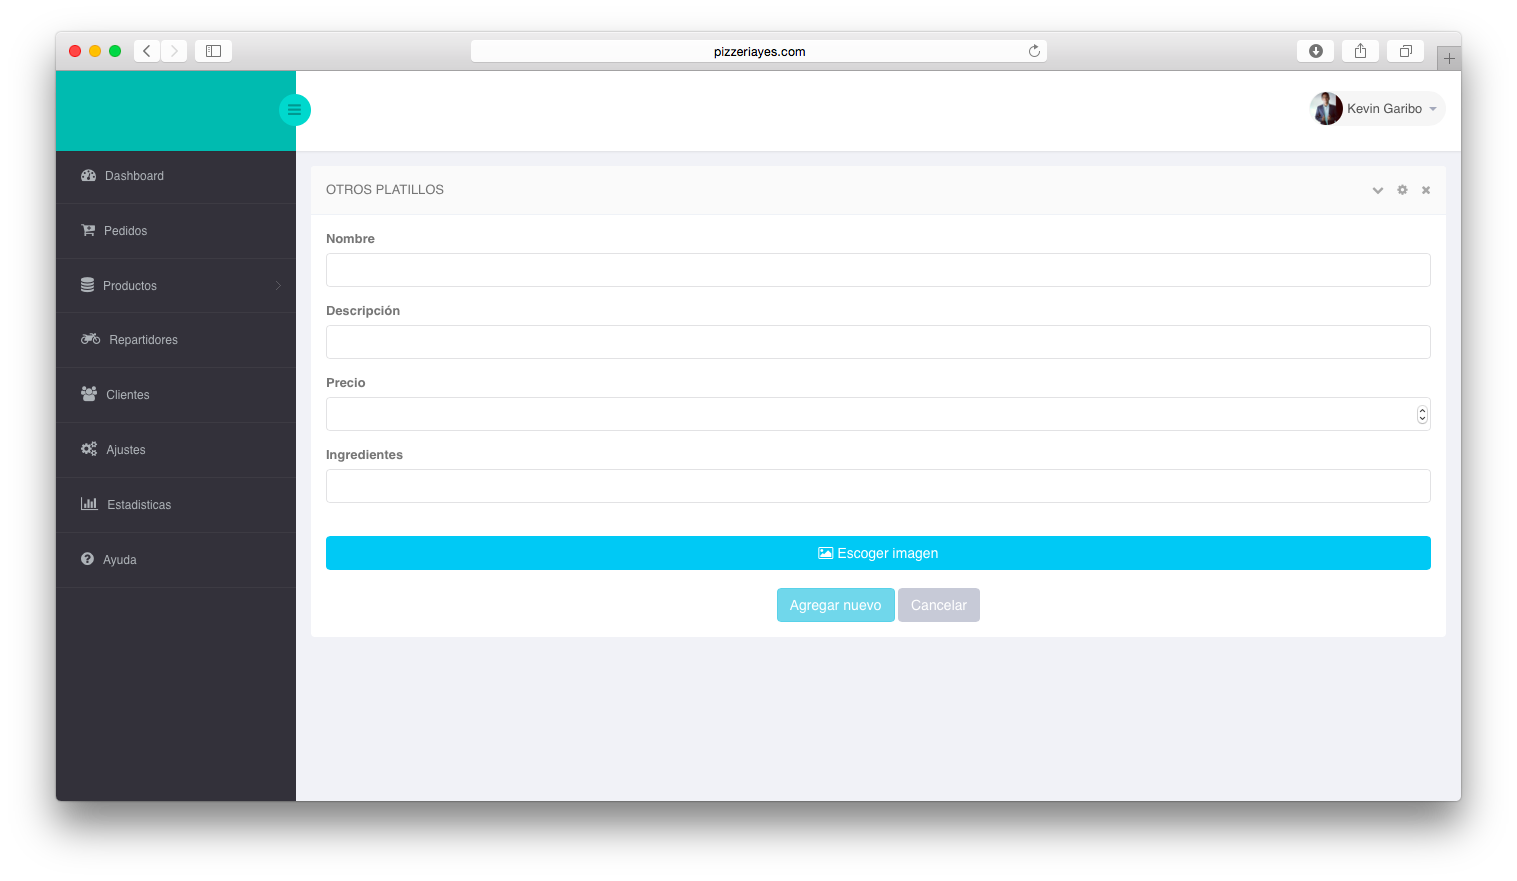 pizzeriayes.com
Kevin Garibo
Dashboard
Pedidos
Productos
Repartidores
Clientes
Ajustes
Estadisticas
Ayuda
OTROS PLATILLOS
Nombre
Descripción
Precio
Ingredientes
Escoger imagen
Agregar nuevo Cancelar